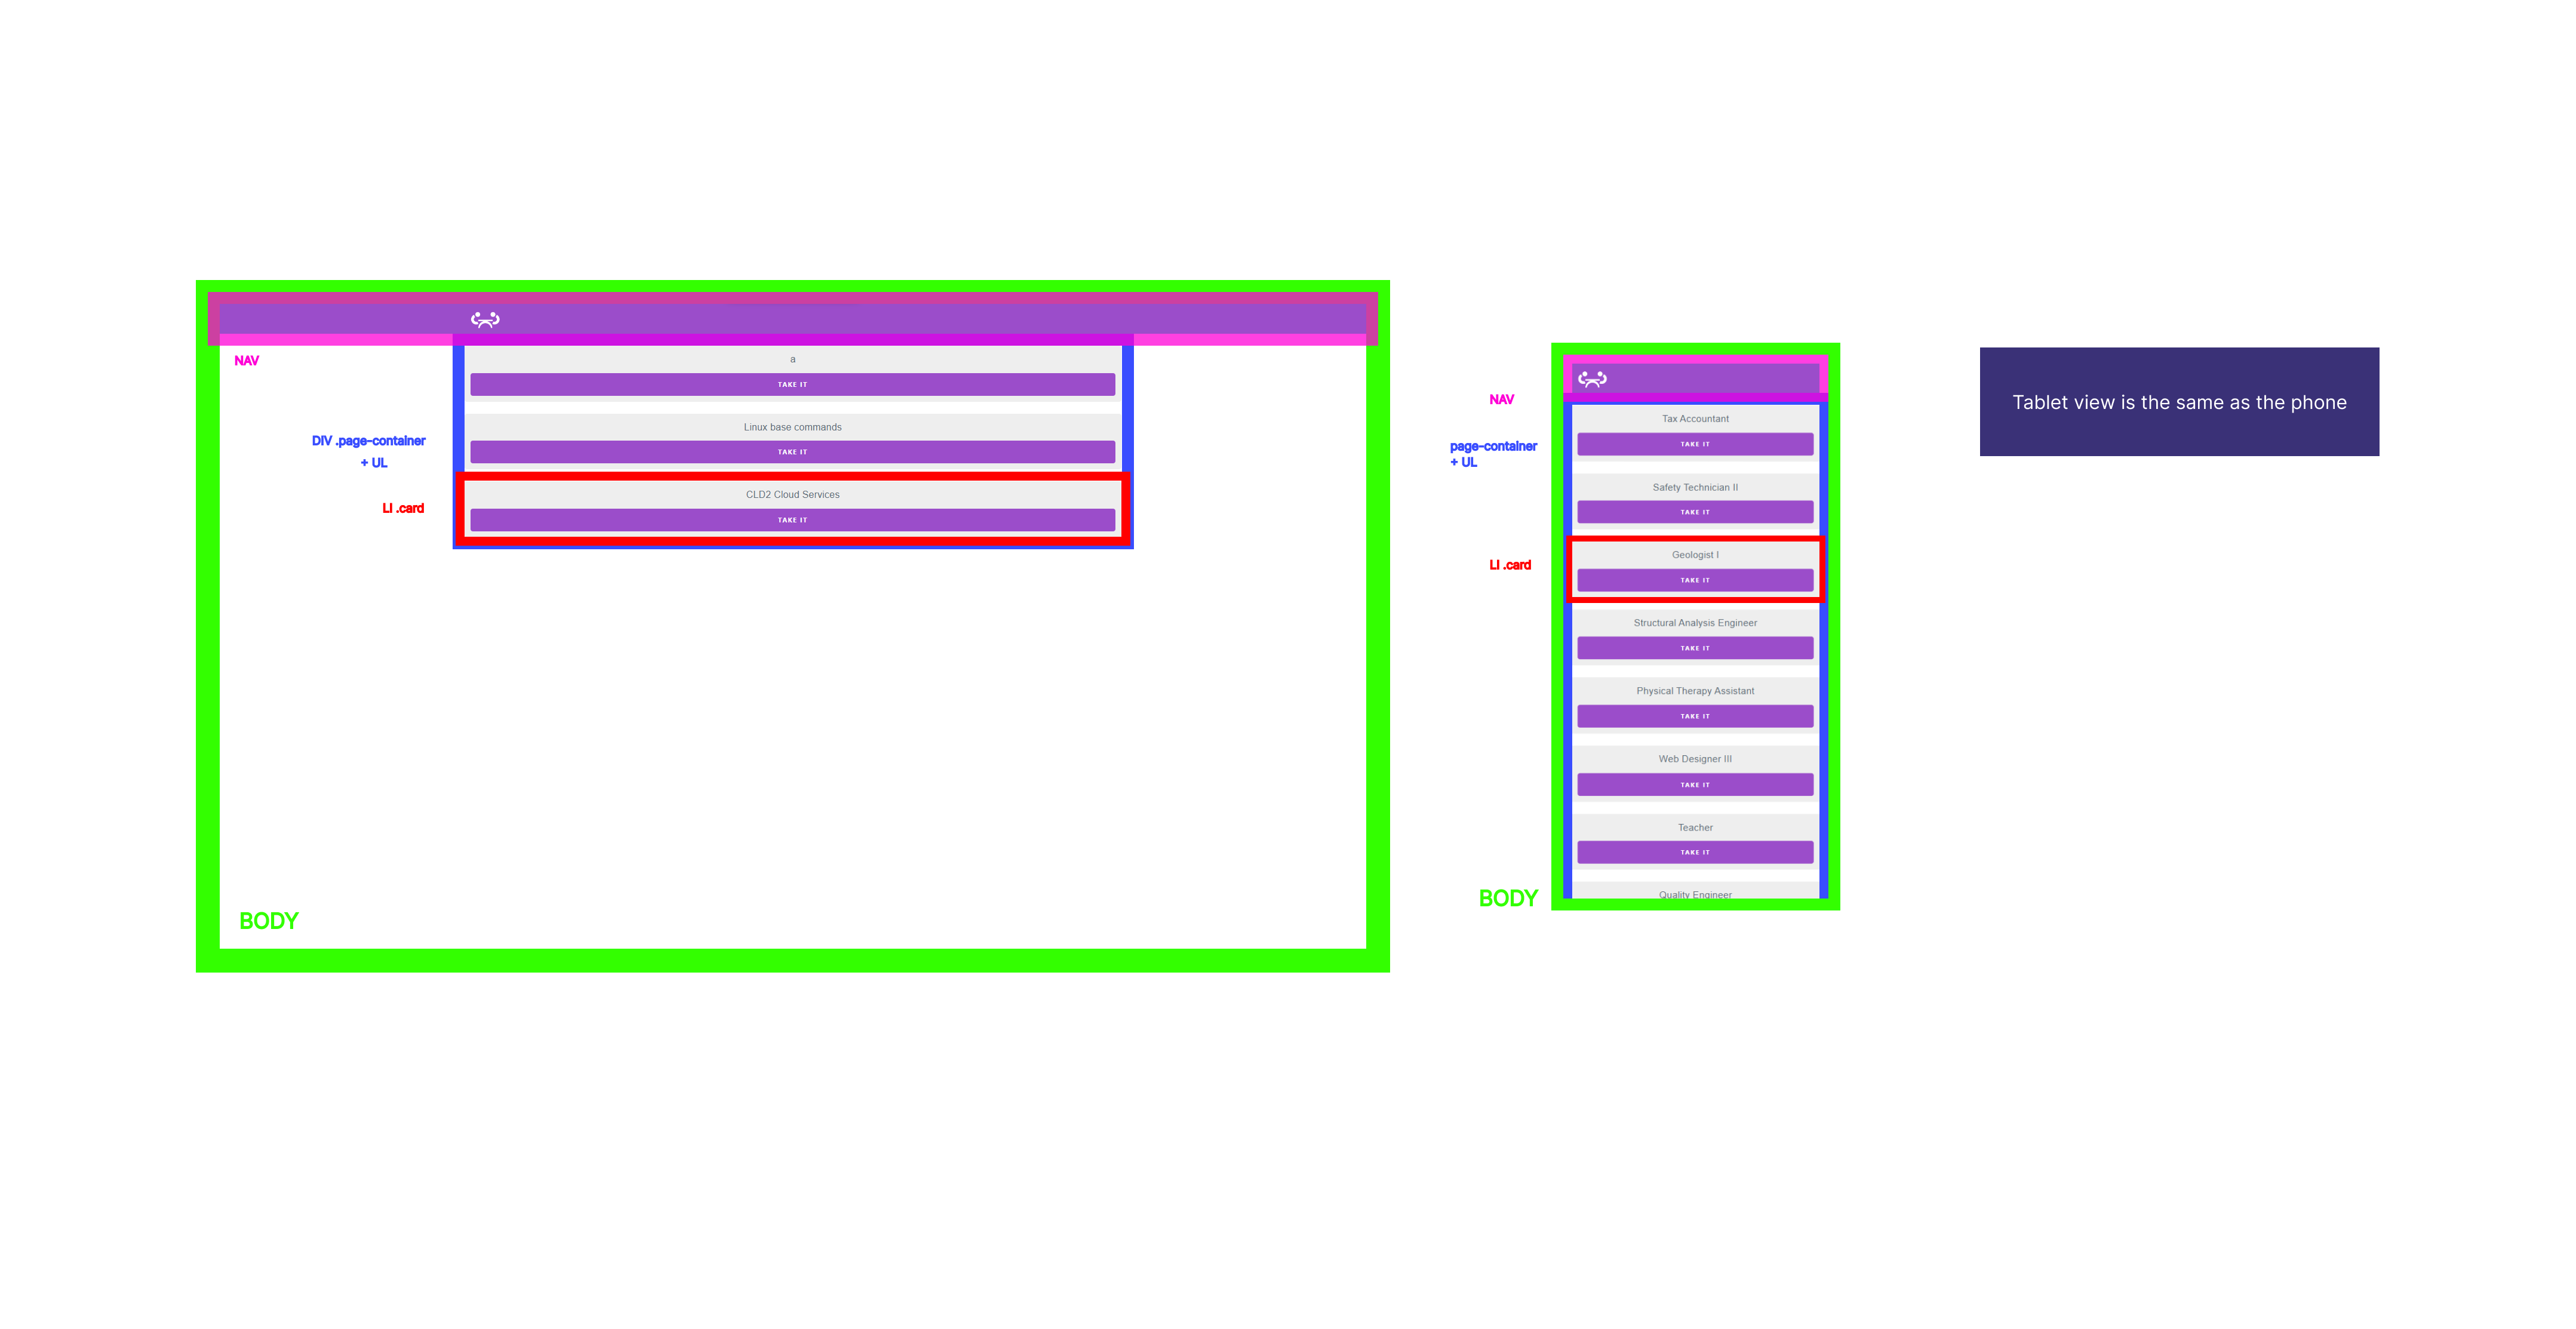 NAV
a
TAKE IT
DIV .page-container
+ UL
Linux base commands
TAKE IT
LI .card
CLD2 Cloud Services
TAKE IT
BODY
NAV
page-container
+ UL
LI .card
BODY
Tax Accountant
TAKE IT
Safety Technician II
TAKE IT
Geologist I
TAKE IT
Structural Analysis Engineer
TAKE IT
Physical Therapy Assistant
TAKE IT
Web Designer III
TAKE IT
Teacher
TAKE IT
Quality Engineer
Tablet view is the same as the phone